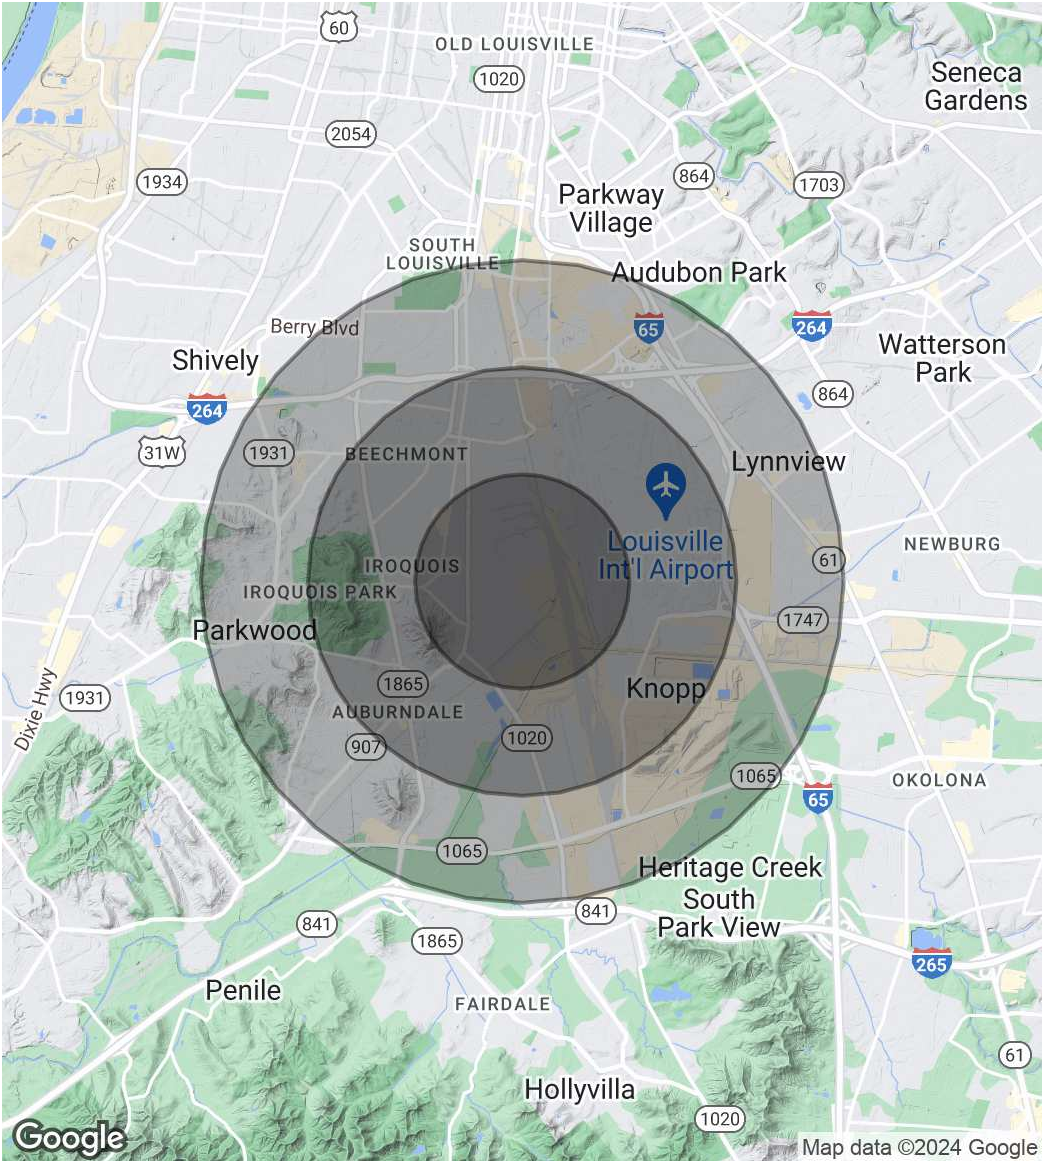 60
OLD LOUISVILLE
1020
Seneca
Gardens
2054
1934
864
1703
Parkway
Village
SOUTH
LOUISVILLE
Audubon Park
Berry Blvd
65
264
Shively
Watterson
Park
264
864
31W
1931
BEECHMONT
Lynnview
Louisville
Int'l Airport
NEWBURG
61
IROQUOIS
IROQUOIS PARK
Parkwood
1747
1865
Knopp
Dixie Hwy
1931
AUBURNDALE
907
1020
1065
OKOLONA
65
1065
Heritage Creek
South
Park View
841
841
1865
265
Penile
FAIRDALE
61
Hollyvilla
1020
Google
Map data ©2024 Google